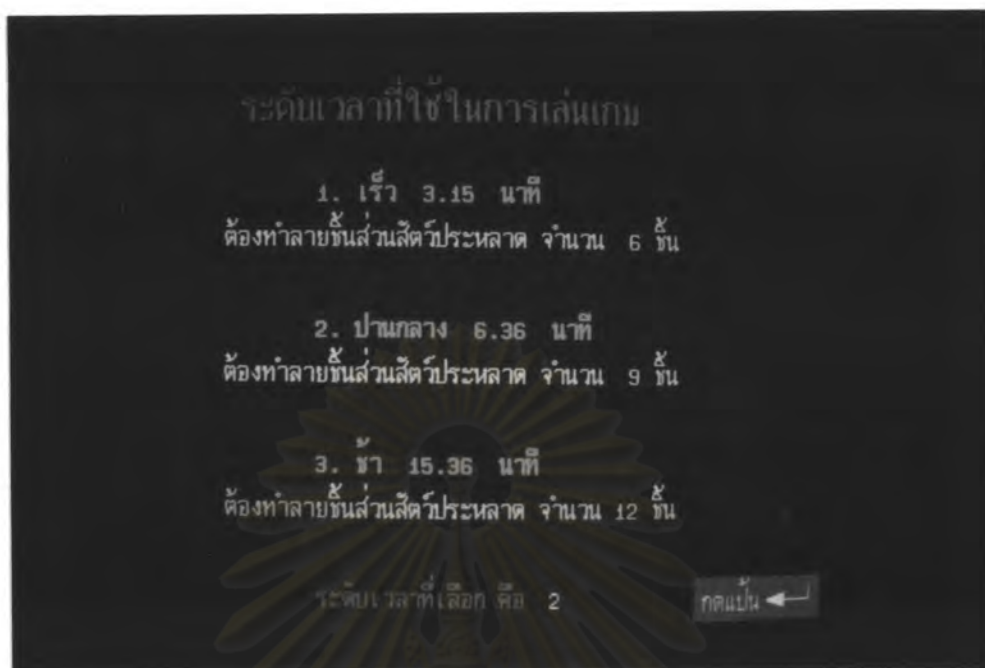 ระดับเวลาที่ใช้ในการเล่นเกม
1. เร็ว 3.15 นาที
ต้องทำลายชิ้นส่วนสัตว์ประหลาด จำนวน 6 ชิ้น
2. ปานกลาง 6.36 นาที
ต้องทำลายชิ้นส่วนสัตว์ประหลาด จำนวน 9 ชิ้น
3. ช้า 15.36 นาที
ต้องทำลายชิ้นส่วนสัตว์ประหลาด จำนวน 12 ชิ้น
ระดับเวลาที่เลือก คือ 2
กดแป้น